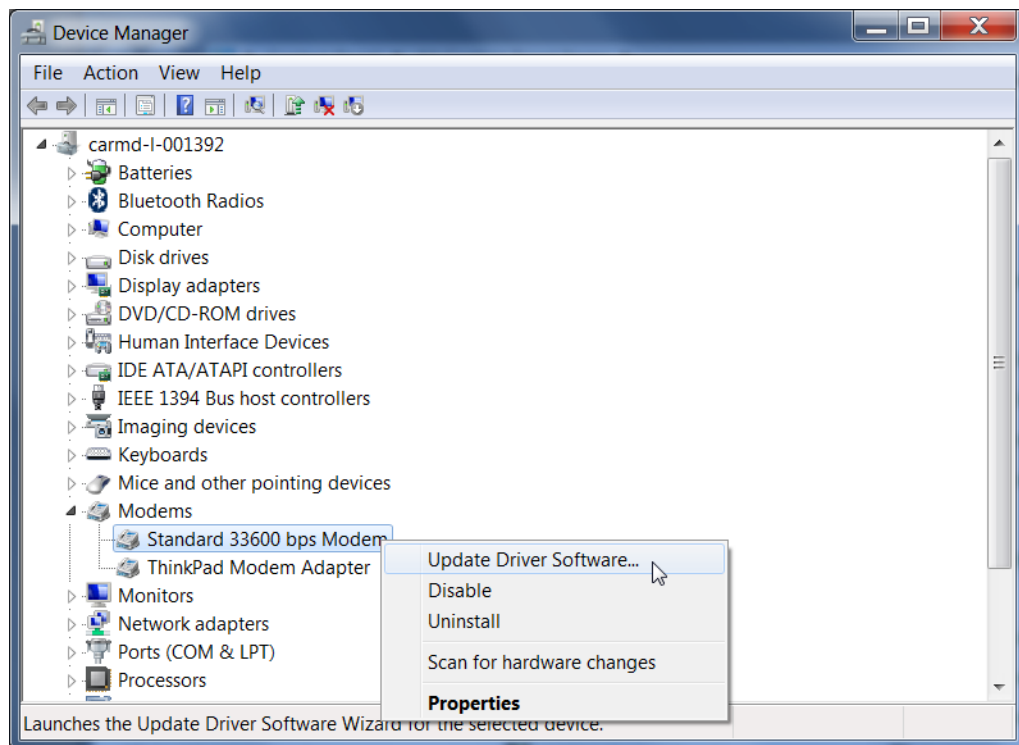 Device Manager
File Action View Help
carmd-l-001392
Batteries
Bluetooth Radios
Computer
Disk drives
Display adapters
DVD/CD-ROM drives
Human Interface Devices
IDE ATA/ATAPI controllers
IEEE 1394 Bus host controllers
Imaging devices
Keyboards
Mice and other pointing devices
Modems
Standard 33600 bps Modem
ThinkPad Modem Adapter
Monitors
Network adapters
Ports (COM & LPT)
Processors
Update Driver Software...
Disable
Uninstall
Scan for hardware changes
Properties
Launches the Update Driver Software Wizard for the selected device.